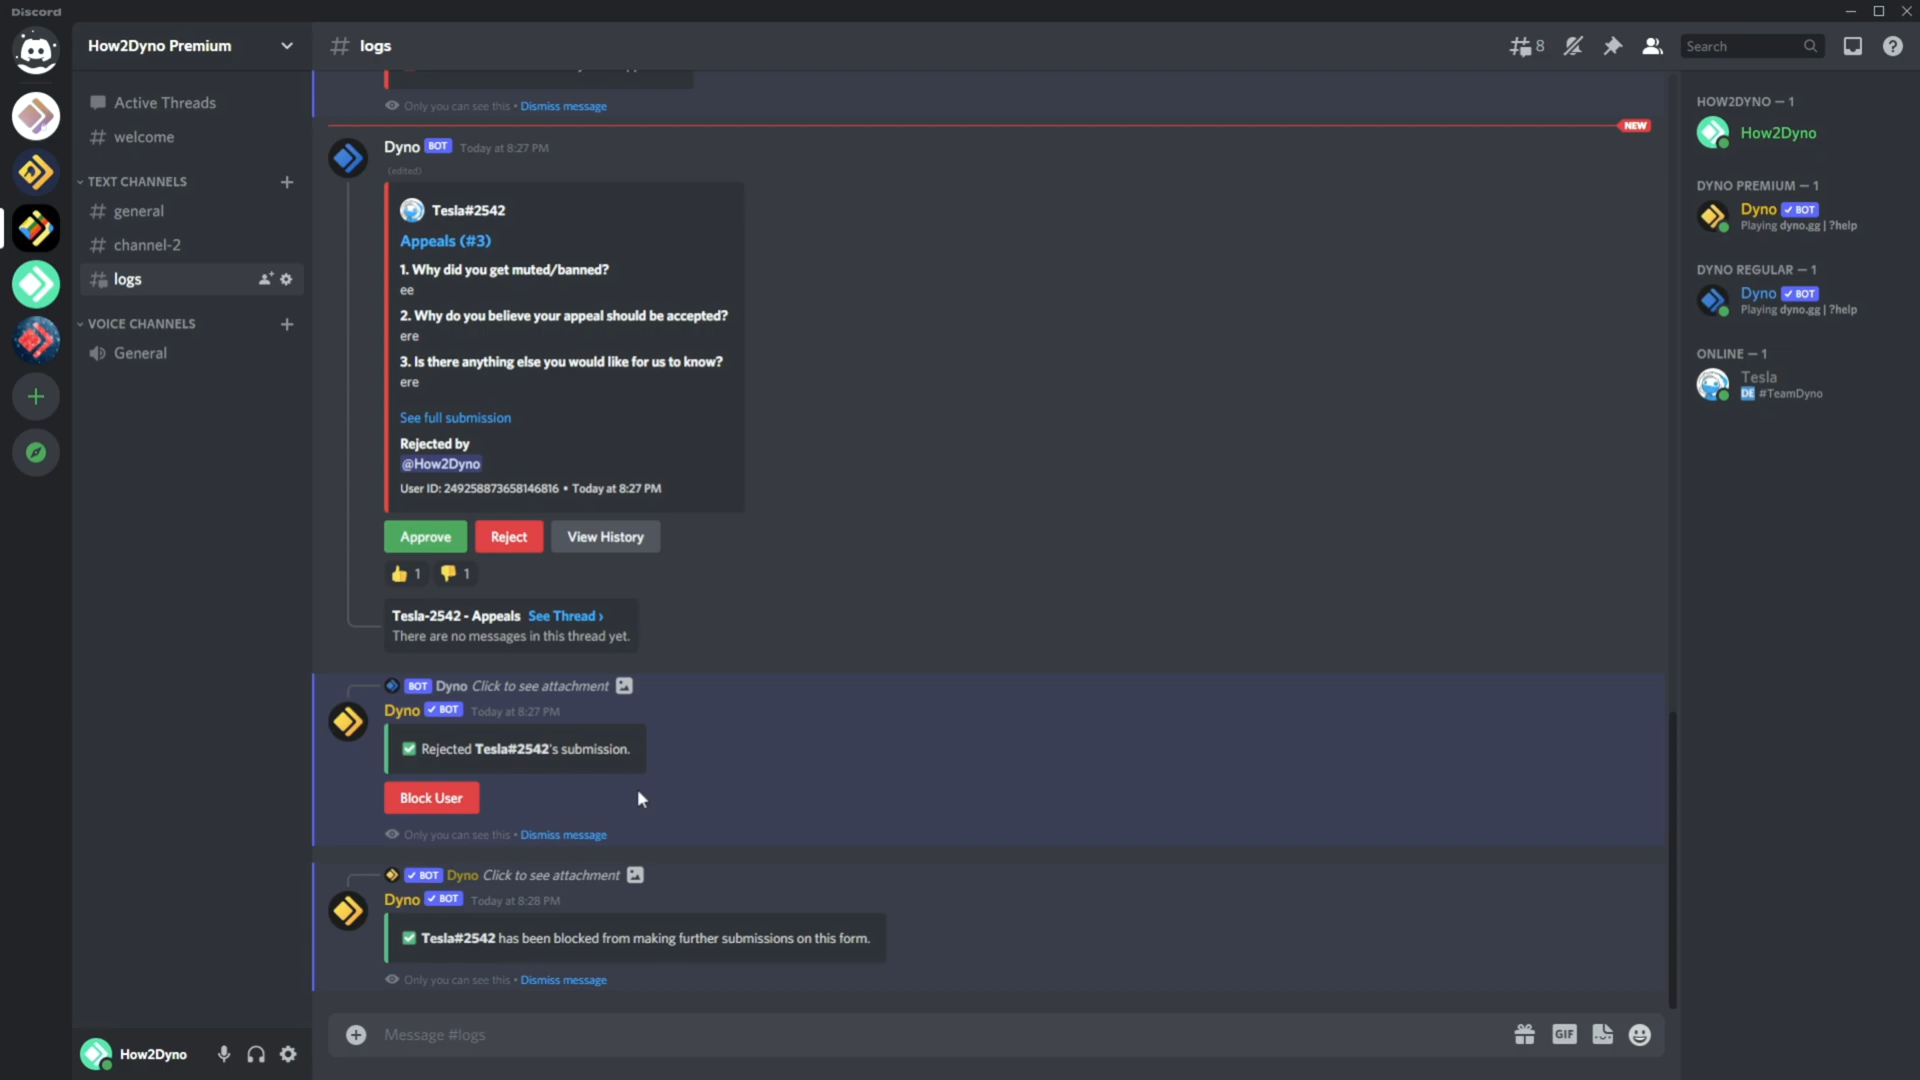 Discord
How2Dyno Premium
Active Threads
welcome
TEXT CHANNELS
general
channel-2
logs
VOICE CHANNELS
General
How2Dyno
logs
8
Search
Only you can see this • Dismiss message
NEW
Dyno BOT Today at 8:27 PM
(edited)
Tesla#2542
Appeals (#3)
1. Why did you get muted/banned?
ee
2. Why do you believe your appeal should be accepted?
ere
3. Is there anything else you would like for us to know?
ere
See full submission
Rejected by
@How2Dyno
User ID: 249258873658146816 • Today at 8:27 PM
Approve Reject View History
1 1
Tesla-2542 - Appeals See Thread ›
There are no messages in this thread yet.
BOT Dyno Click to see attachment
Dyno BOT Today at 8:27 PM
Rejected Tesla#2542's submission.
Block User
Only you can see this • Dismiss message
BOT Dyno Click to see attachment
Dyno BOT Today at 8:28 PM
Tesla#2542 has been blocked from making further submissions on this form.
Only you can see this • Dismiss message
Message #logs
GIF
HOW2DYNO — 1
How2Dyno
DYNO PREMIUM — 1
Dyno BOT
Playing dyno.gg | ?help
DYNO REGULAR — 1
Dyno BOT
Playing dyno.gg | ?help
ONLINE — 1
Tesla
DE #TeamDyno